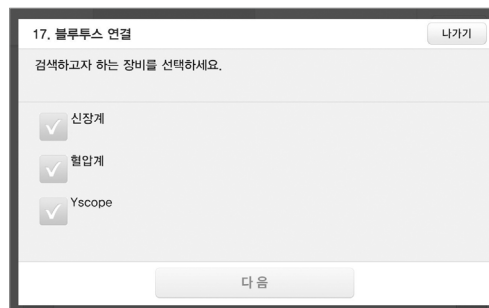 17. 블루투스 연결
나가기
검색하고자 하는 장비를 선택하세요.
신장계
혈압계
Yscope
다음